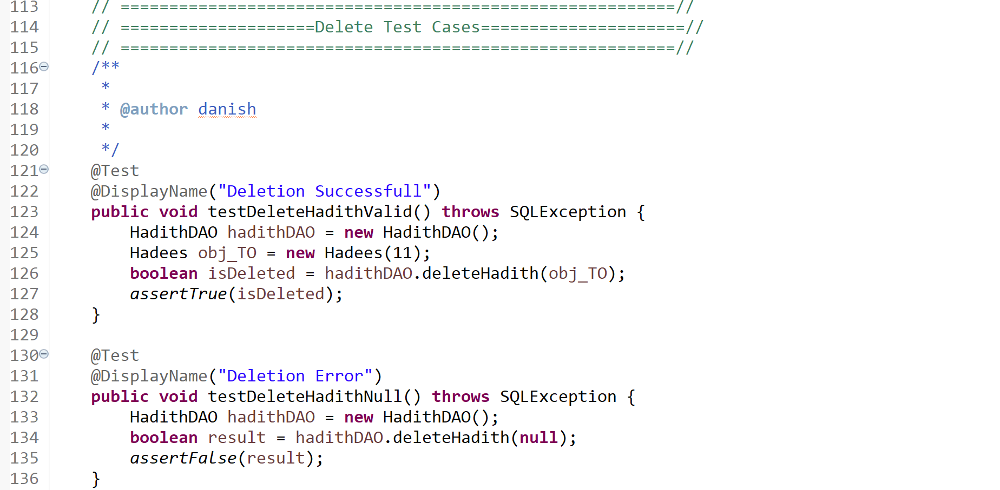 113 // =========================================================//
114 // ====================Delete Test Cases=====================//
115 // =========================================================//
116 /**
117 *
118 * @author danish
119 *
120 */
121 @Test
122 @DisplayName("Deletion Successfull")
123 public void testDeleteHadithValid() throws SQLException {
124 HadithDAO hadithDAO = new HadithDAO();
125 Hadees obj_TO = new Hadees(11);
126 boolean isDeleted = hadithDAO.deleteHadith(obj_TO);
127 assertTrue(isDeleted);
128 }
129
130 @Test
131 @DisplayName("Deletion Error")
132 public void testDeleteHadithNull() throws SQLException {
133 HadithDAO hadithDAO = new HadithDAO();
134 boolean result = hadithDAO.deleteHadith(null);
135 assertFalse(result);
136 }